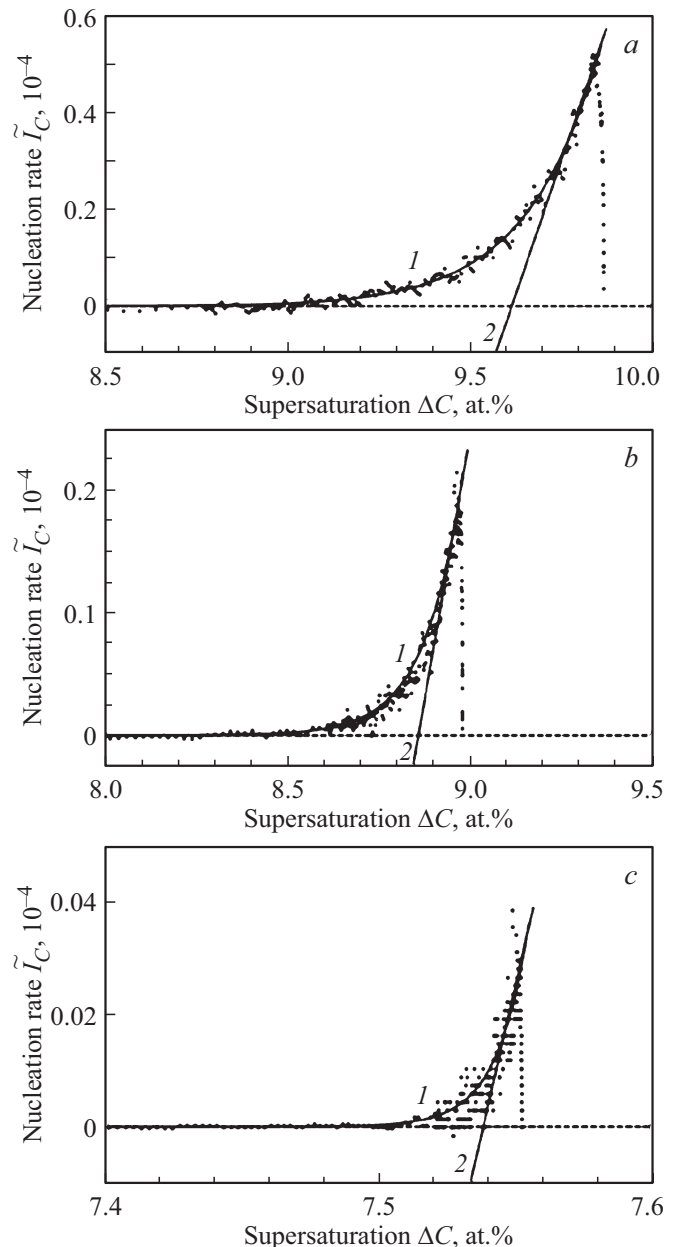 a
0.6
0.4
0.2
0
Nucleation rate Ĩ_C, 10⁻⁴
1
2
8.5 9.0 9.5 10.0
Supersaturation ΔC, at.%
b
0.2
0.1
0
Nucleation rate Ĩ_C, 10⁻⁴
1
2
8.0 8.5 9.0 9.5
Supersaturation ΔC, at.%
c
0.04
0.02
0
Nucleation rate Ĩ_C, 10⁻⁴
1
2
7.4 7.5 7.6
Supersaturation ΔC, at.%